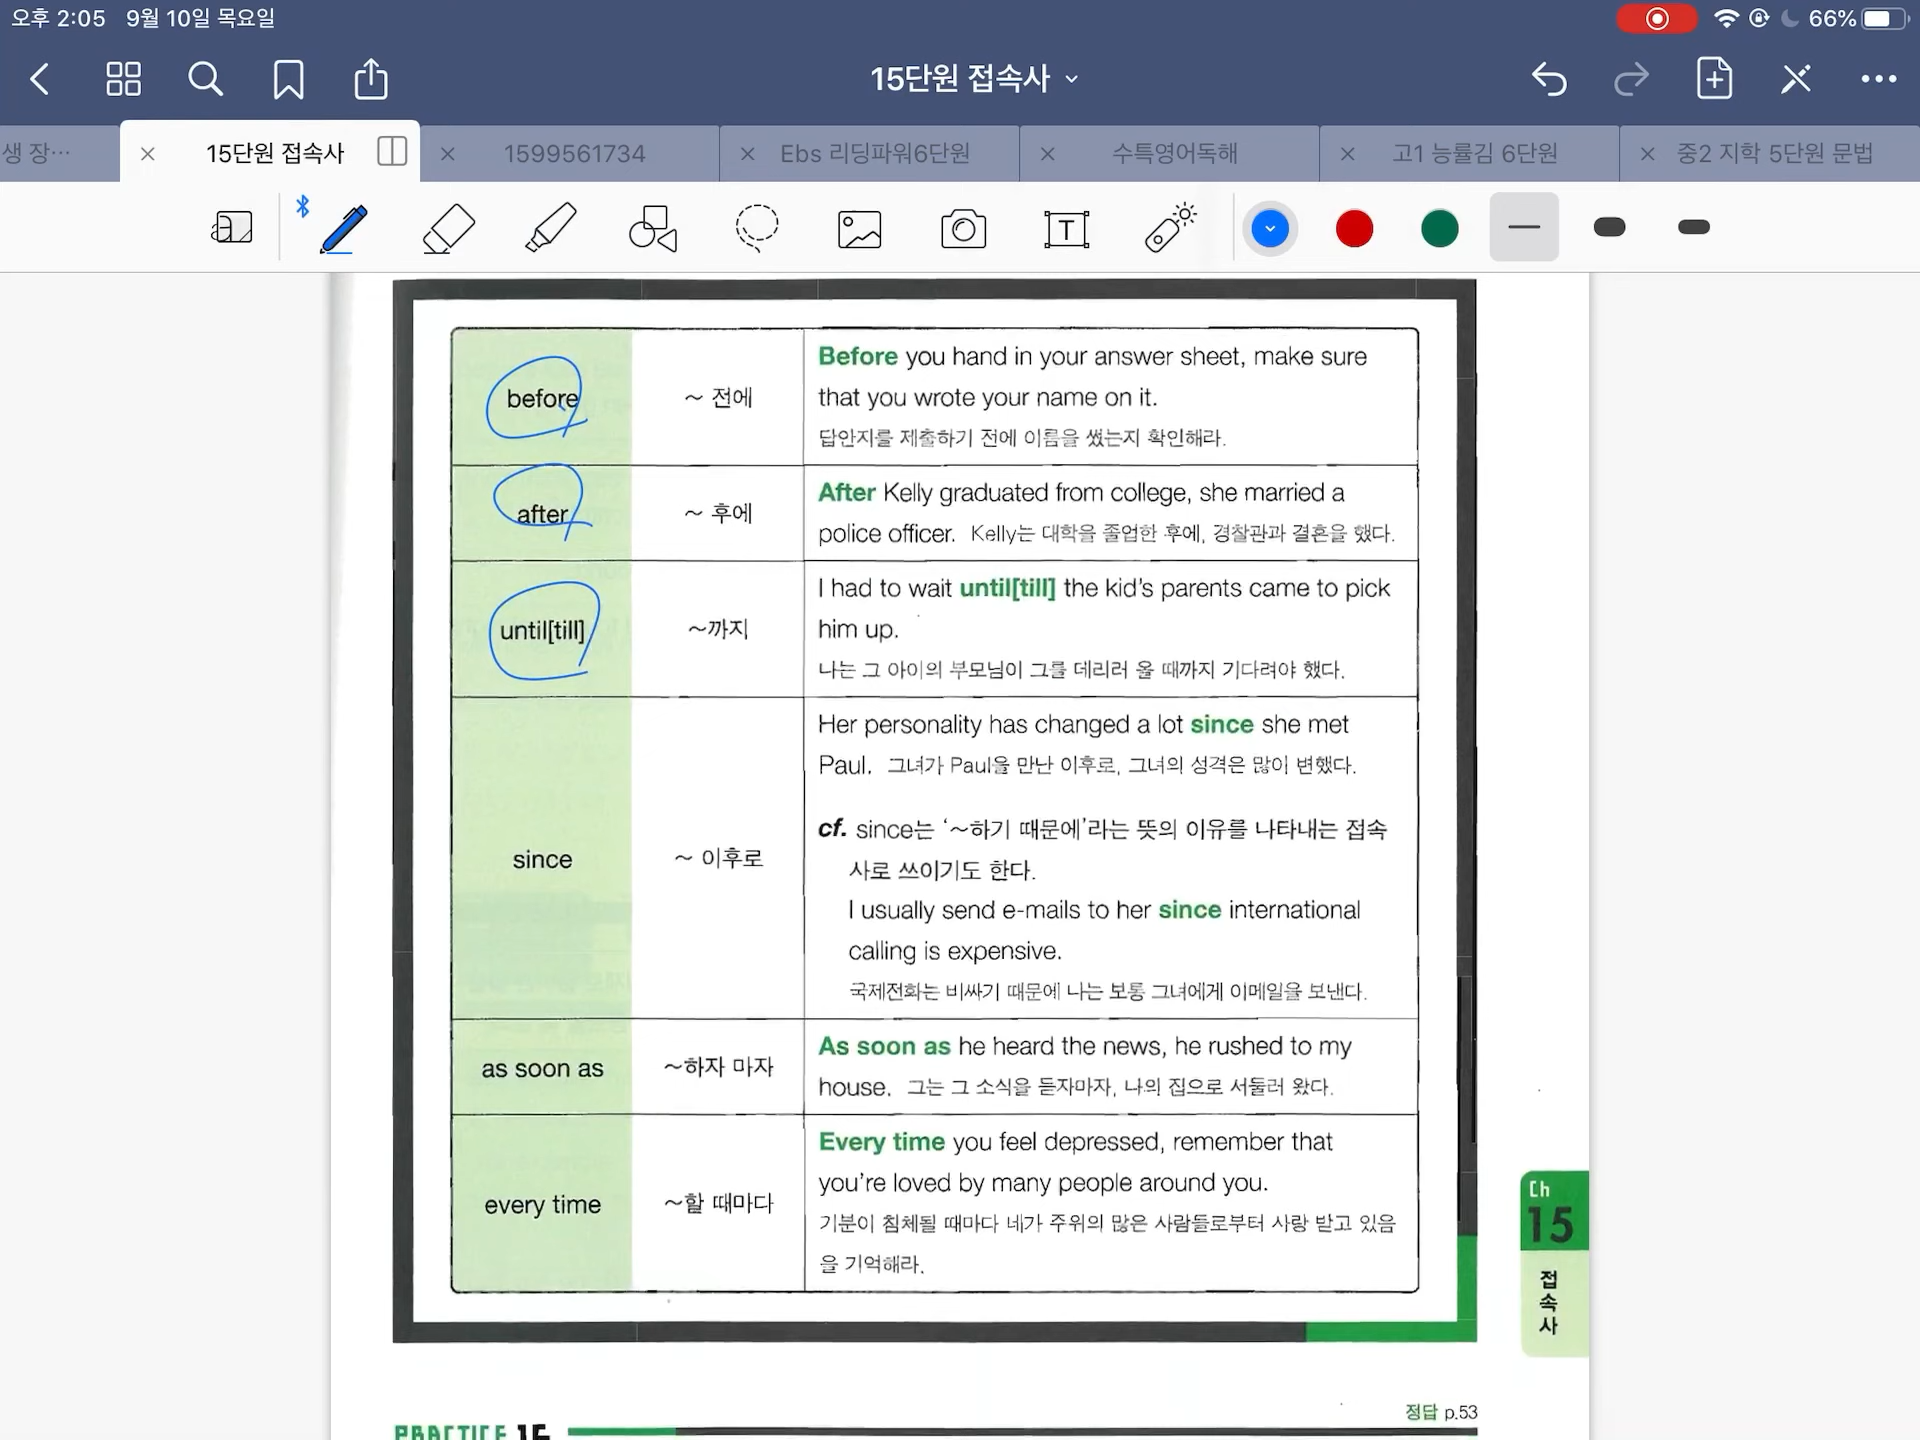 오후 2:05 9월 10일 목요일
66%
15단원 접속사
생 장…
15단원 접속사
1599561734
Ebs 리딩파워6단원
수특영어독해
고1 능률김 6단원
중2 지학 5단원 문법
before
~ 전에
Before you hand in your answer sheet, make sure
that you wrote your name on it.
답안지를 제출하기 전에 이름을 썼는지 확인해라.
after
~ 후에
After Kelly graduated from college, she married a
police officer. Kelly는 대학을 졸업한 후에, 경찰관과 결혼을 했다.
until[till]
~까지
I had to wait until[till] the kid's parents came to pick
him up.
나는 그 아이의 부모님이 그를 데리러 올 때까지 기다려야 했다.
since
~ 이후로
Her personality has changed a lot since she met
Paul. 그녀가 Paul을 만난 이후로, 그녀의 성격은 많이 변했다.
cf. since는 '~하기 때문에'라는 뜻의 이유를 나타내는 접속
사로 쓰이기도 한다.
I usually send e-mails to her since international
calling is expensive.
국제전화는 비싸기 때문에 나는 보통 그녀에게 이메일을 보낸다.
as soon as
~하자 마자
As soon as he heard the news, he rushed to my
house. 그는 그 소식을 듣자마자, 나의 집으로 서둘러 왔다.
every time
~할 때마다
Every time you feel depressed, remember that
you're loved by many people around you.
기분이 침체될 때마다 네가 주위의 많은 사람들로부터 사랑 받고 있음
을 기억해라.
Ch
15
접속사
정답 p.53
PRACTICE